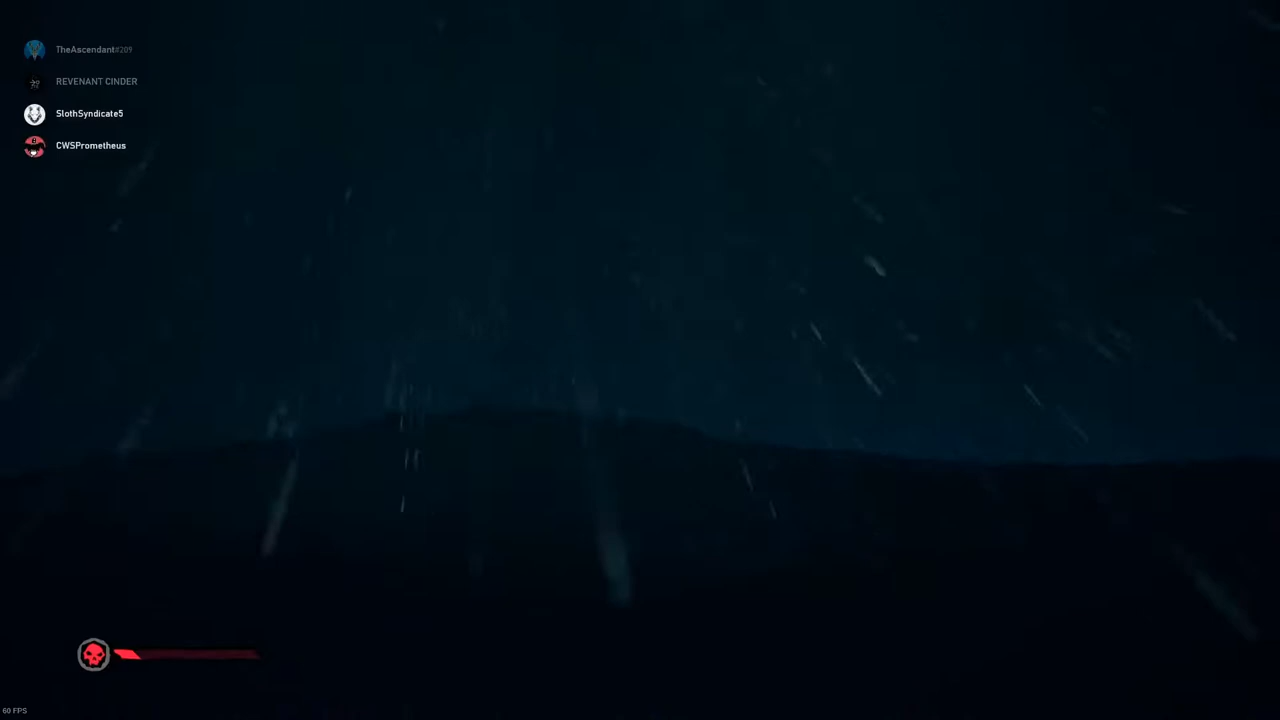 TheAscendant#209
REVENANT CINDER
SlothSyndicate5
CWSPrometheus
60 FPS